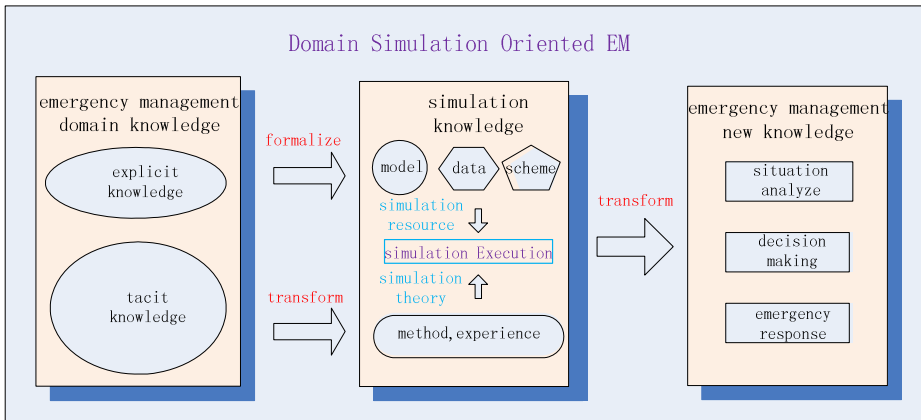 Domain Simulation Oriented EM
emergency management
domain knowledge
explicit
knowledge
tacit
knowledge
formalize
transform
simulation
knowledge
model
data
scheme
simulation
resource
simulation Execution
simulation
theory
method,experience
transform
emergency management
new knowledge
situation
analyze
decision
making
emergency
response